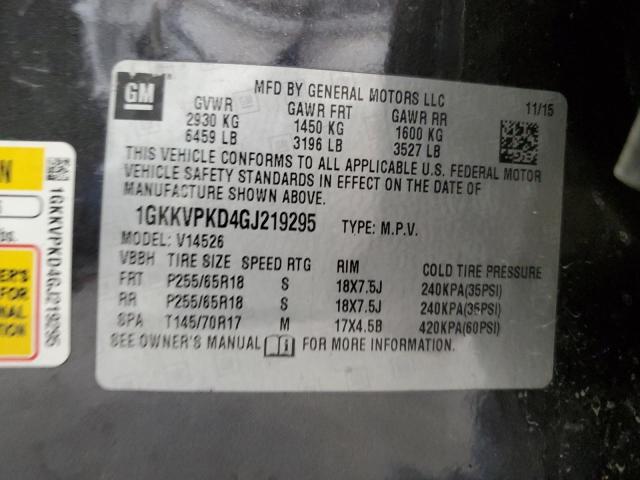 GM
MFD BY GENERAL MOTORS LLC
11/15
GVWR GAWR FRT GAWR RR
2930 KG 1450 KG 1600 KG
6459 LB 3196 LB 3527 LB
THIS VEHICLE CONFORMS TO ALL APPLICABLE U.S. FEDERAL MOTOR
VEHICLE SAFETY STANDARDS IN EFFECT ON THE DATE OF
MANUFACTURE SHOWN ABOVE.
1GKKVPKD4GJ219295 TYPE: M.P.V.
MODEL: V14526
VBBH TIRE SIZE SPEED RTG RIM COLD TIRE PRESSURE
FRT P255/65R18 S 18X7.5J 240KPA(35PSI)
RR P255/65R18 S 18X7.5J 240KPA(35PSI)
SPA T145/70R17 M 17X4.5B 420KPA(60PSI)
SEE OWNER'S MANUAL FOR MORE INFORMATION.
1GKKVPKD4GJ219295